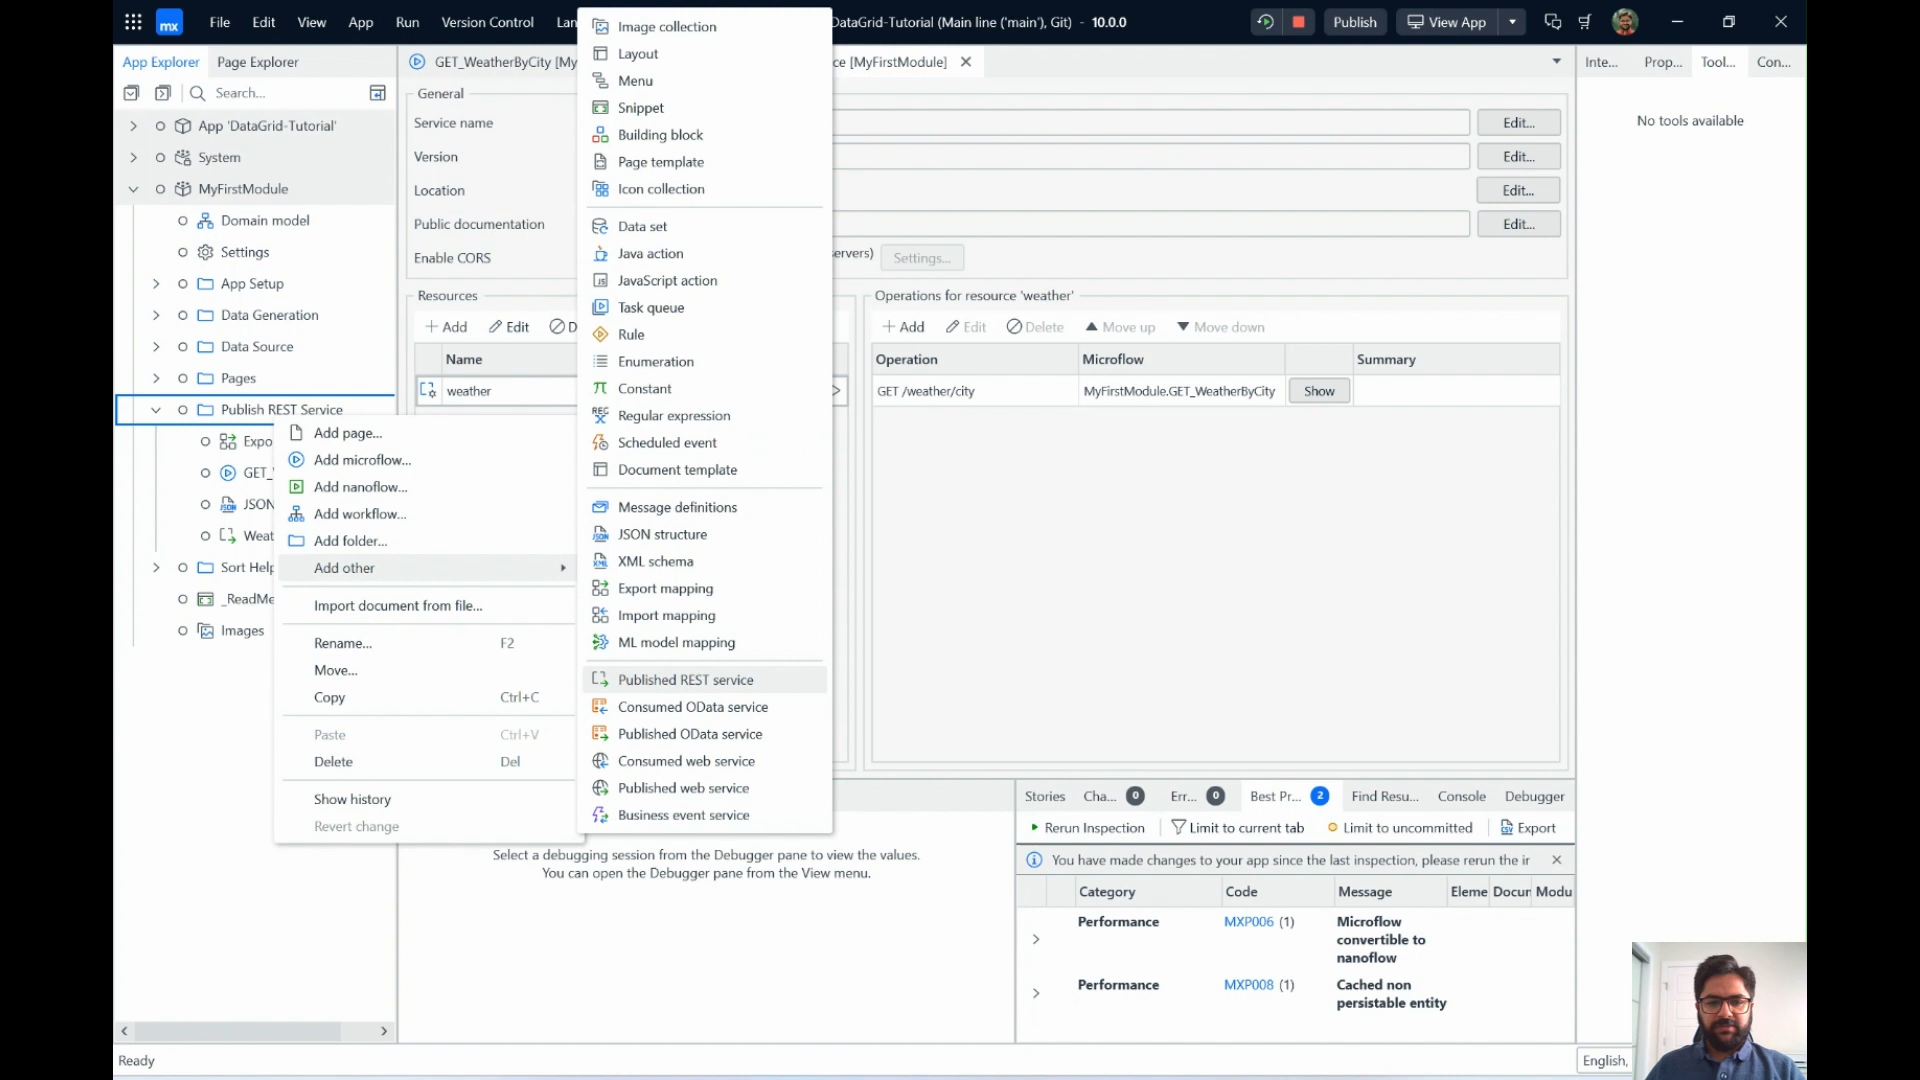 mx File Edit View App Run Version Control Lan DataGrid-Tutorial (Main line ('main'), Git) - 10.0.0 Publish View App
App Explorer Page Explorer
Search...
App 'DataGrid-Tutorial'
System
MyFirstModule
Domain model
Settings
App Setup
Data Generation
Data Source
Pages
Publish REST Service
Expo
GET_
JSON
Weat
Sort Help
_ReadMe
Images
Add page...
Add microflow...
Add nanoflow...
Add workflow...
Add folder...
Add other
Import document from file...
Rename... F2
Move...
Copy Ctrl+C
Paste Ctrl+V
Delete Del
Show history
Revert change
Image collection
Layout
Menu
Snippet
Building block
Page template
Icon collection
Data set
Java action
JavaScript action
Task queue
Rule
Enumeration
Constant
Regular expression
Scheduled event
Document template
Message definitions
JSON structure
XML schema
Export mapping
Import mapping
ML model mapping
Published REST service
Consumed OData service
Published OData service
Consumed web service
Published web service
Business event service
GET_WeatherByCity [My ce [MyFirstModule]
General
Service name Edit...
Version Edit...
Location Edit...
Public documentation Edit...
Enable CORS ervers) Settings...
Resources
Add Edit D
Name
weather
Operations for resource 'weather'
Add Edit Delete Move up Move down
Operation Microflow Summary
GET /weather/city MyFirstModule.GET_WeatherByCity Show
Inte... Prop... Tool... Con...
No tools available
Select a debugging session from the Debugger pane to view the values.
You can open the Debugger pane from the View menu.
Stories Cha... 0 Err... 0 Best Pr... 2 Find Resu... Console Debugger
Rerun Inspection Limit to current tab Limit to uncommitted Export
You have made changes to your app since the last inspection, please rerun the ir
Category Code Message Eleme Docur Modu
Performance MXP006 (1) Microflow
convertible to
nanoflow
Performance MXP008 (1) Cached non
persistable entity
Ready English,